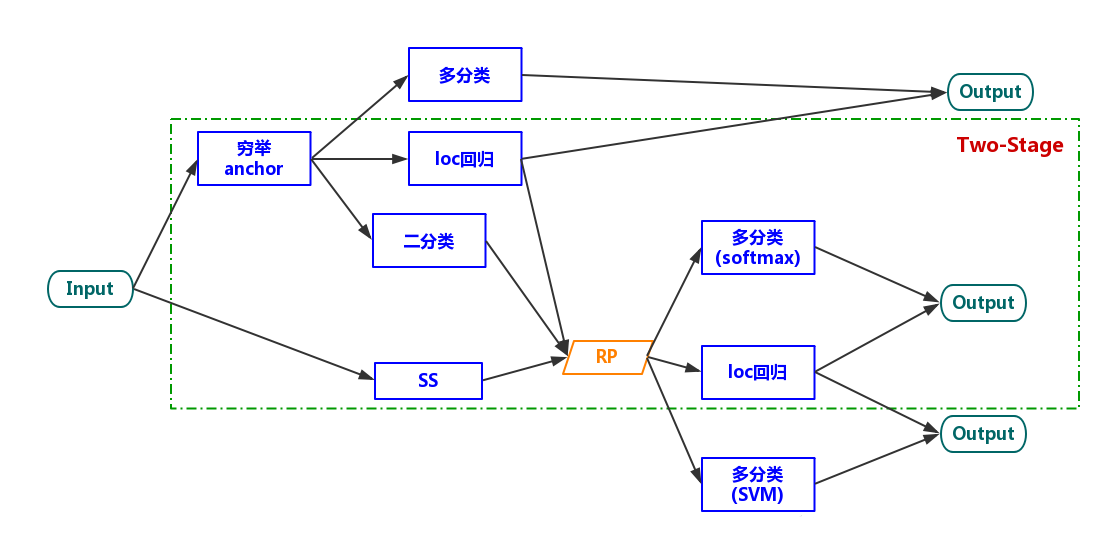 多分类
Output
穷举
anchor
loc回归
Two-Stage
二分类
多分类
(softmax)
Input
Output
RP
loc回归
SS
Output
多分类
(SVM)